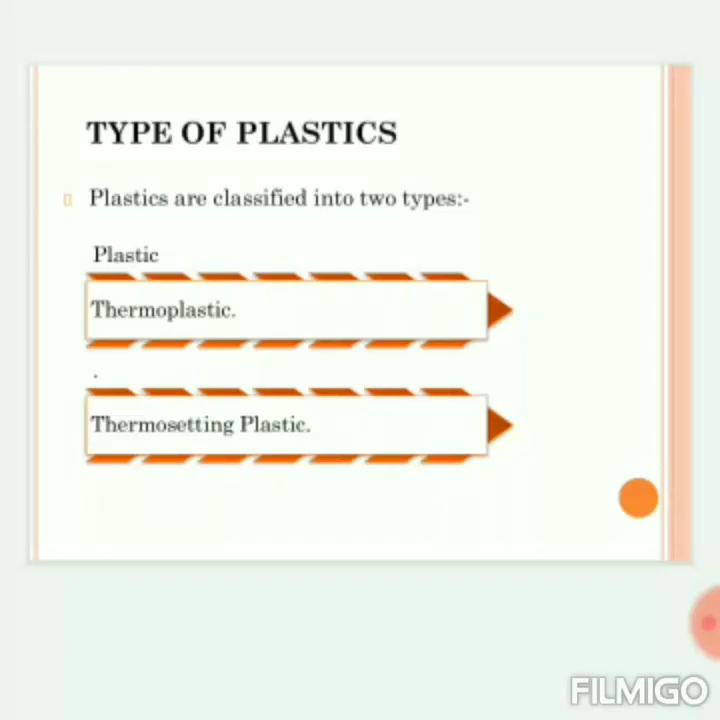 TYPE OF PLASTICS
Plastics are classified into two types:-
Plastic
Thermoplastic.
.
Thermosetting Plastic.
FILMIGO